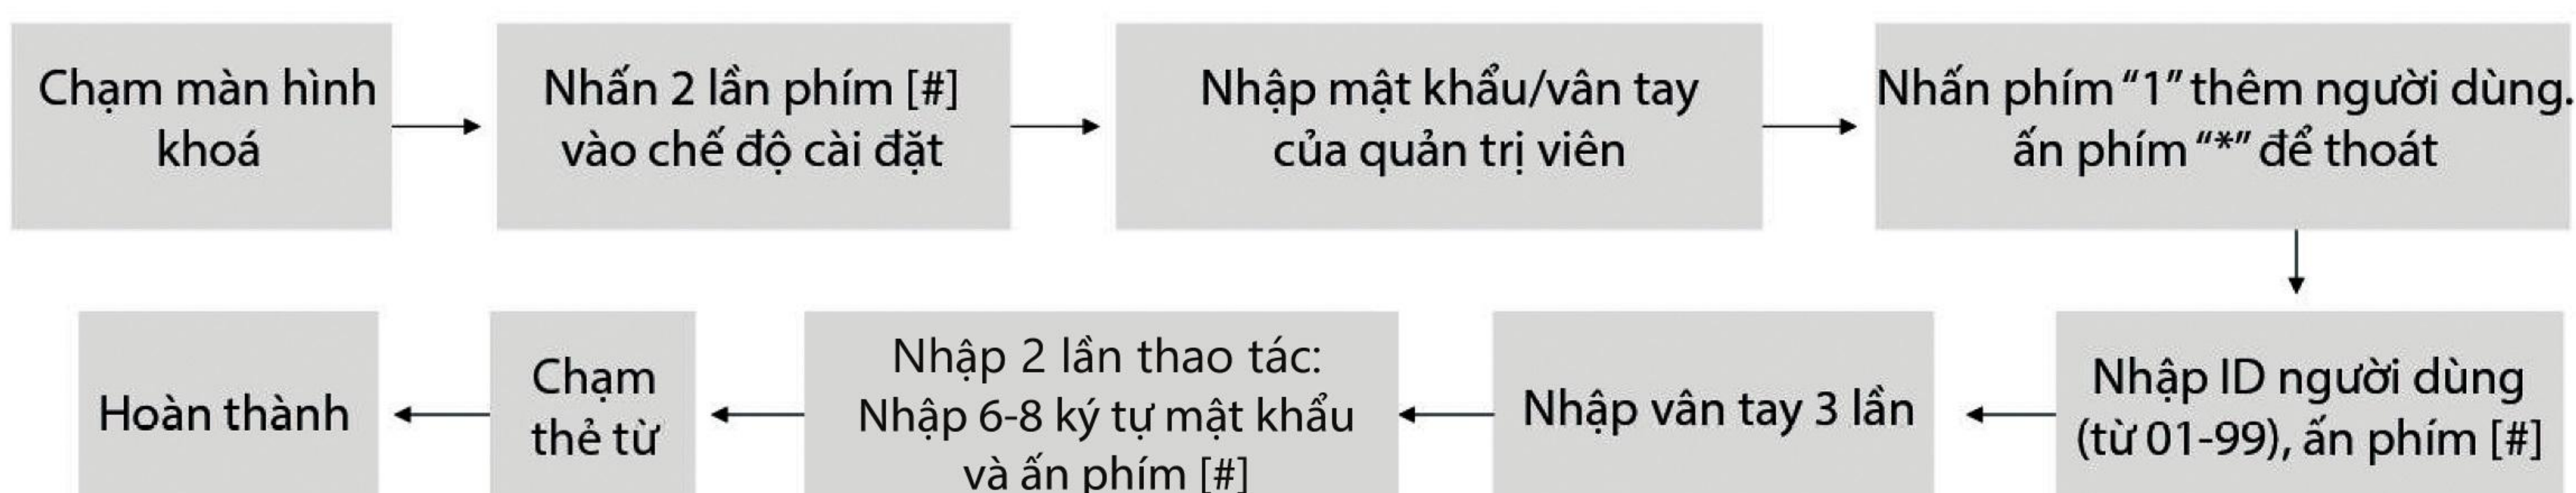 Chạm màn hình
khoá
Nhấn 2 lần phím [#]
vào chế độ cài đặt
Nhập mật khẩu/vân tay
của quản trị viên
Nhấn phím “1” thêm người dùng.
ấn phím “*” để thoát
Nhập ID người dùng
(từ 01-99), ấn phím [#]
Nhập vân tay 3 lần
Nhập 2 lần thao tác:
Nhập 6-8 ký tự mật khẩu
và ấn phím [#]
Chạm
thẻ từ
Hoàn thành